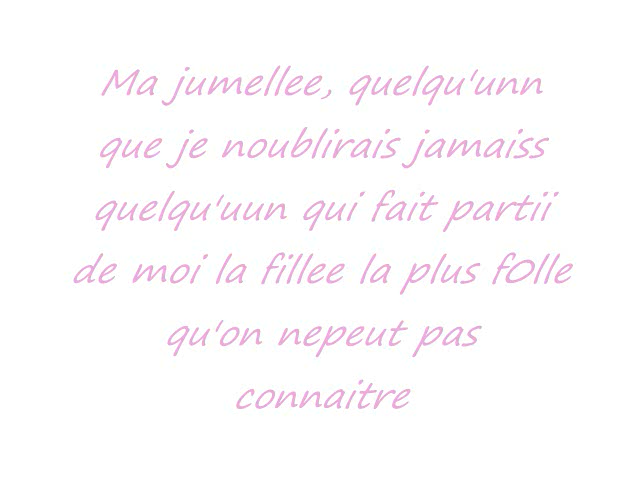 Ma jumellee, quelqu'unn
que je noublirais jamaiss
quelqu'uun qui fait partii
de moi la fillee la plus fOlle
qu'on nepeut pas
connaitre